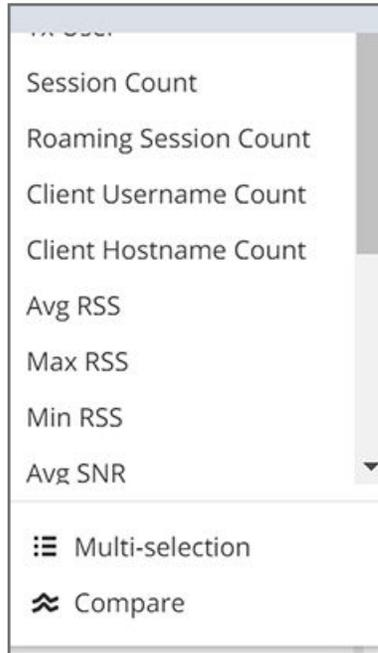 Session Count
Roaming Session Count
Client Username Count
Client Hostname Count
Avg RSS
Max RSS
Min RSS
Avg SNR
Multi-selection
Compare